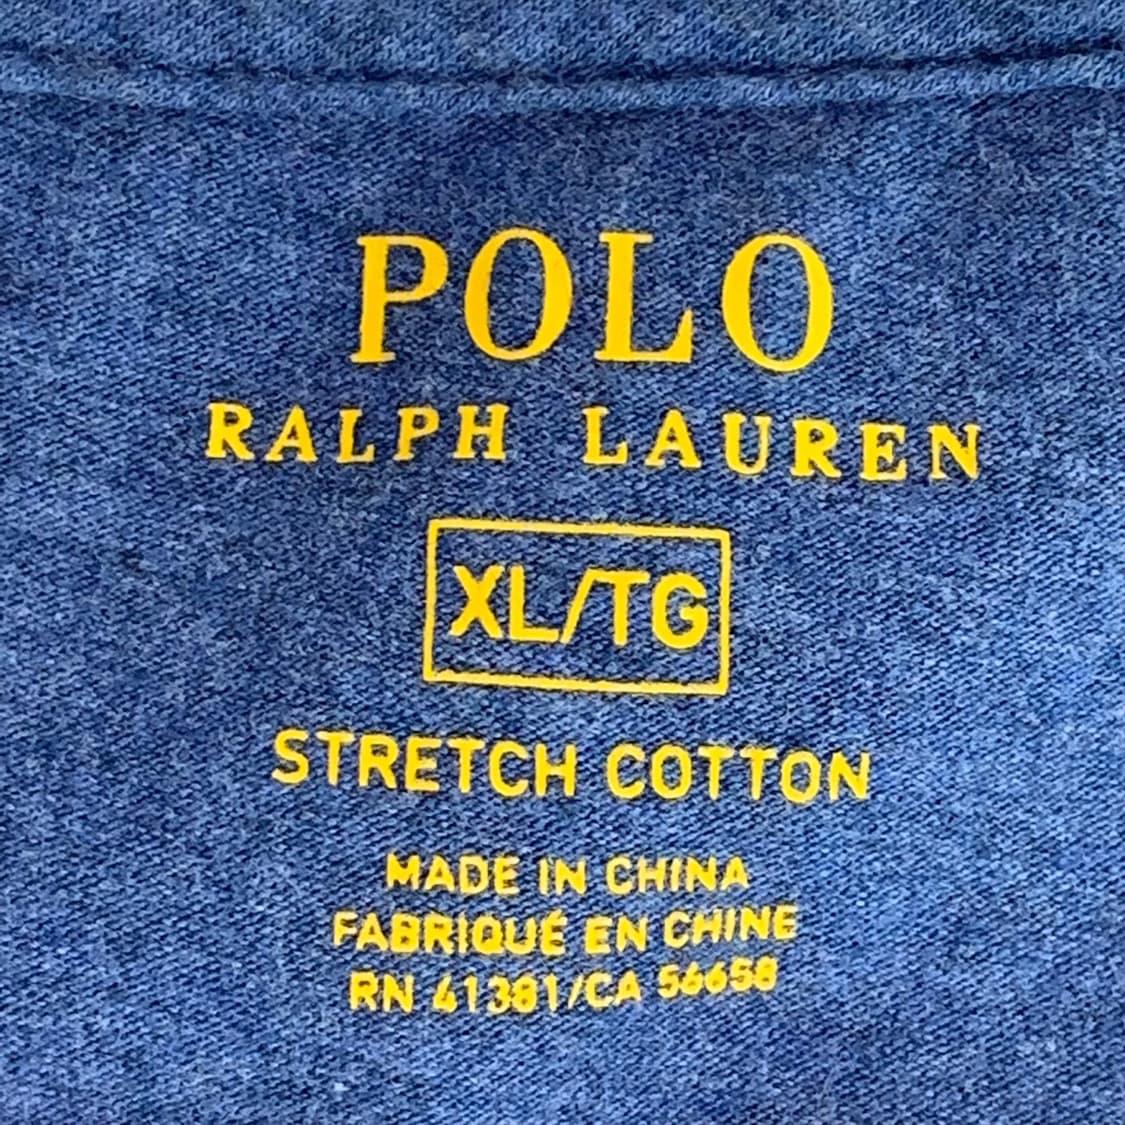 POLO
RALPH LAUREN
XL/TG
STRETCH COTTON
MADE IN CHINA
FABRIQUÉ EN CHINE
RN 41381/CA 56658